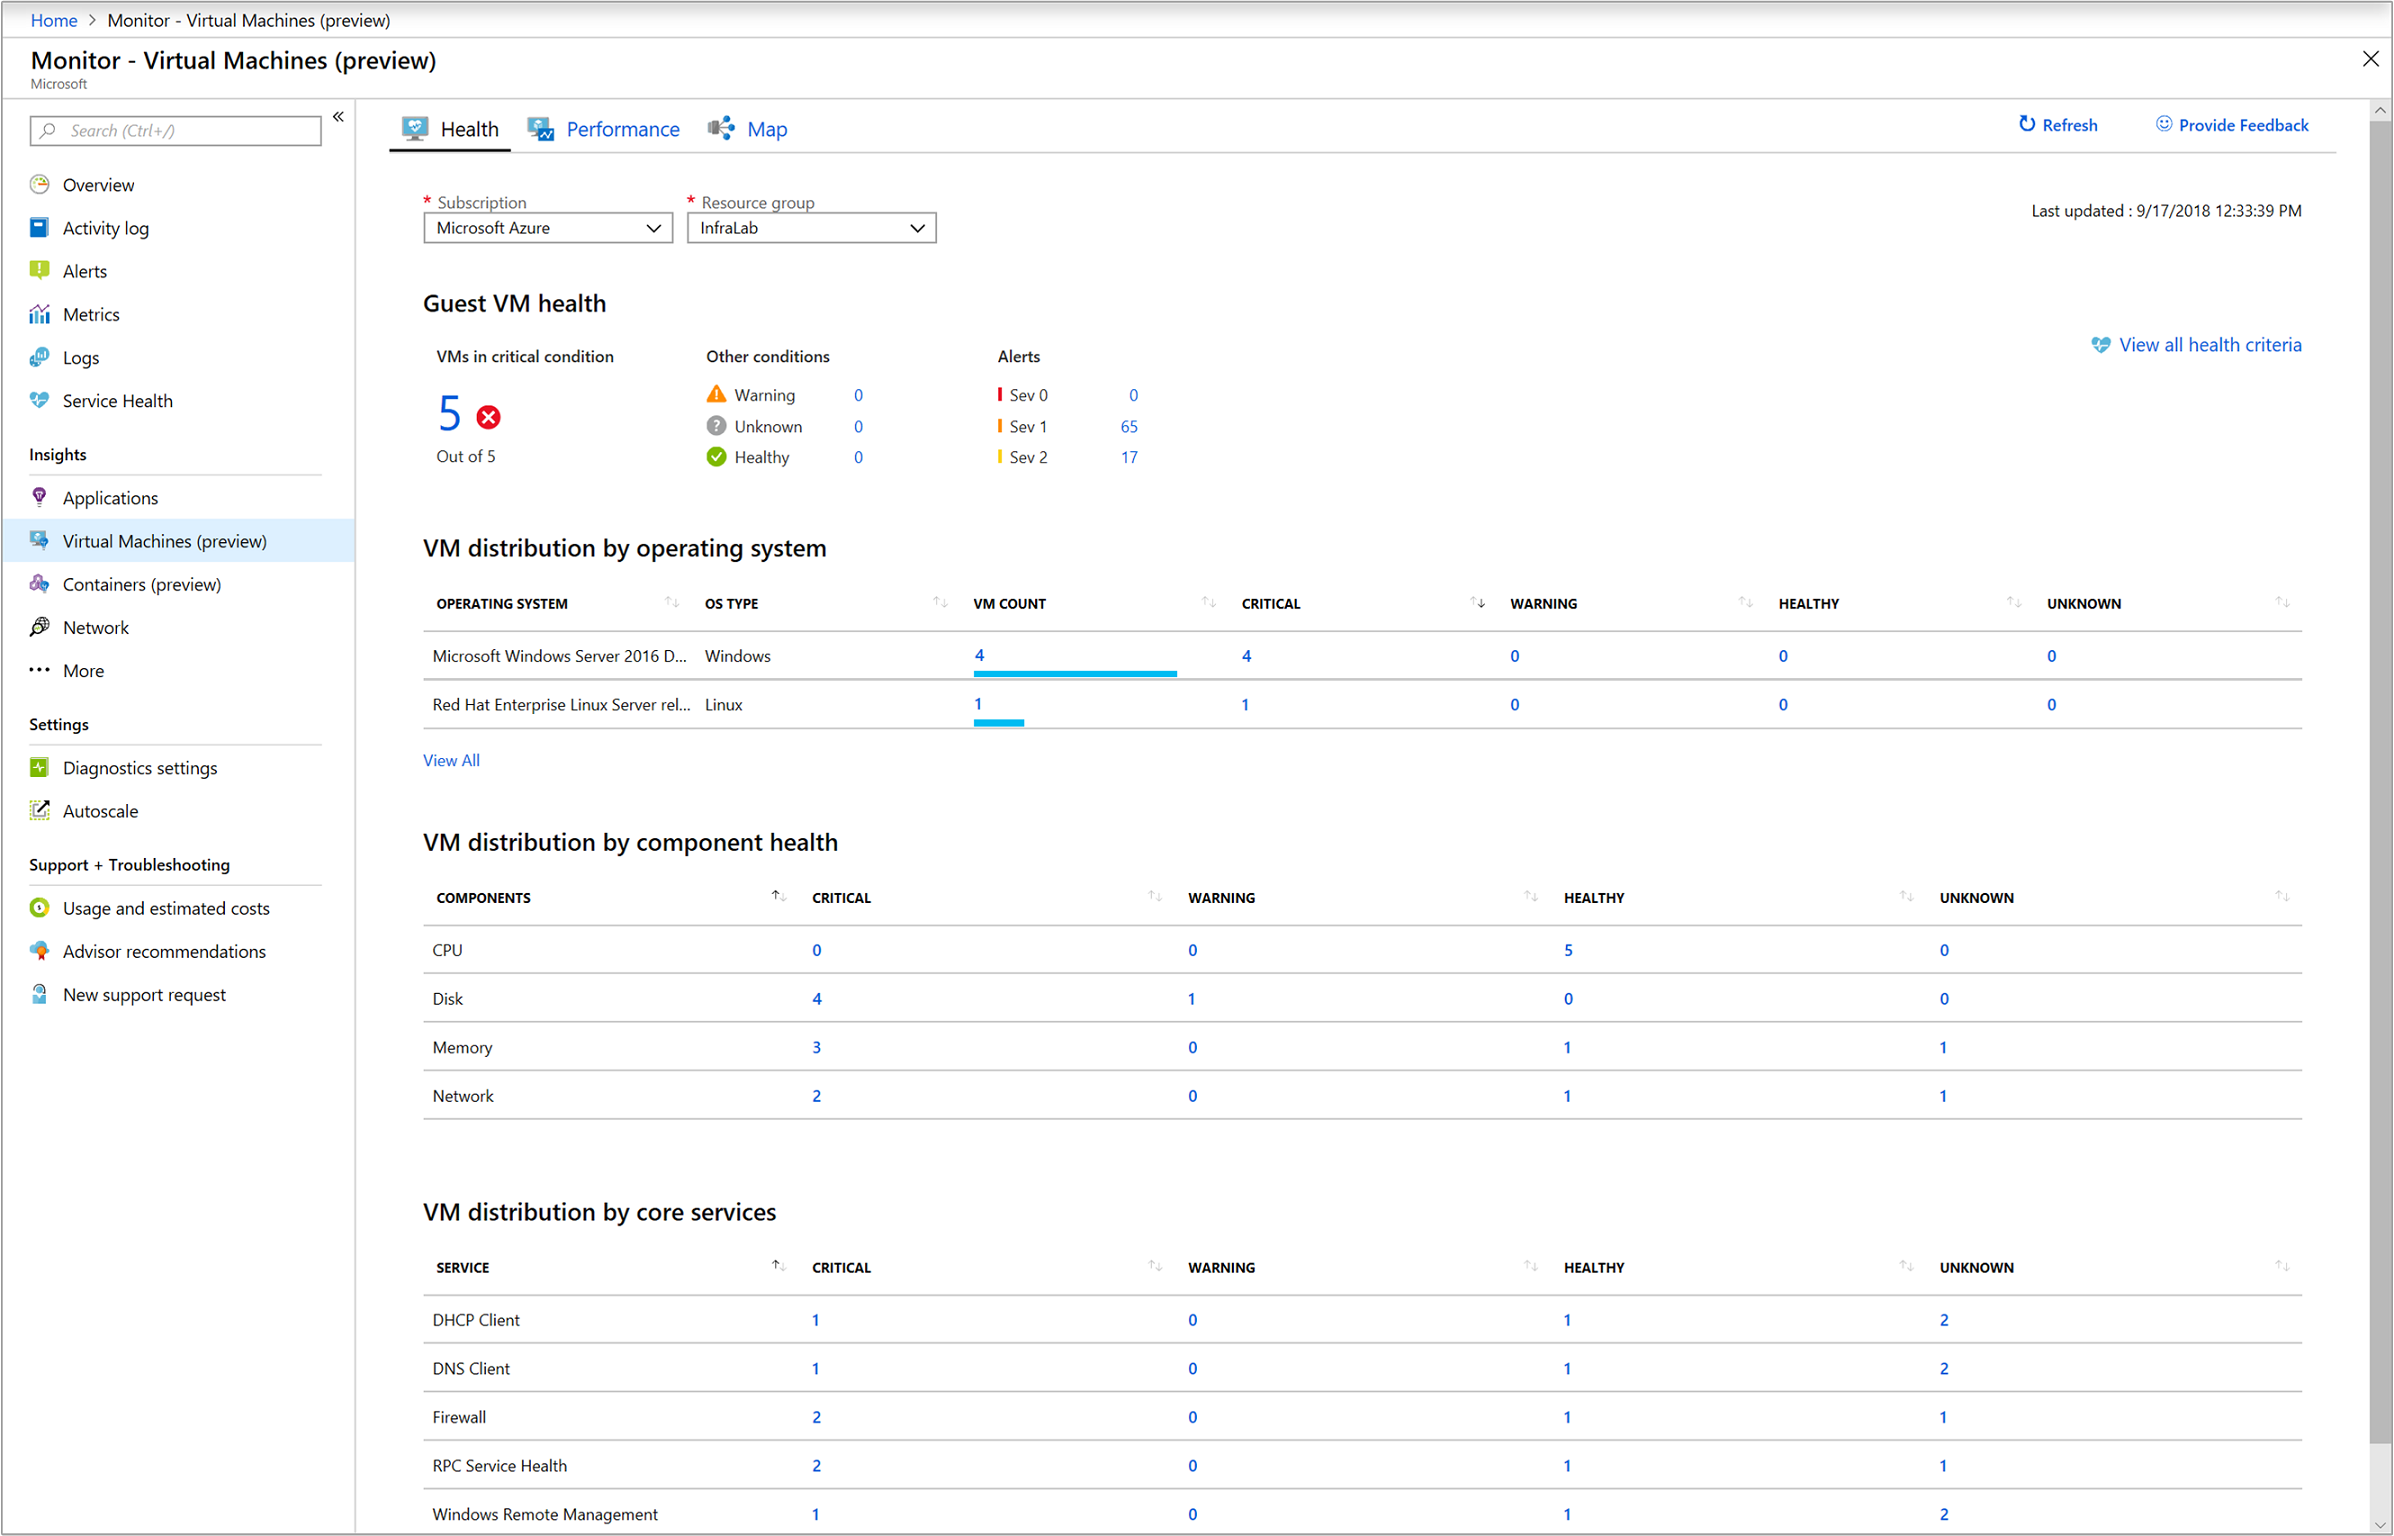 Home > Monitor - Virtual Machines (preview)
Monitor - Virtual Machines (preview)
Microsoft
Search (Ctrl+/)
«
Overview
Activity log
Alerts
Metrics
Logs
Service Health
Insights
Applications
Virtual Machines (preview)
Containers (preview)
Network
More
Settings
Diagnostics settings
Autoscale
Support + Troubleshooting
Usage and estimated costs
Advisor recommendations
New support request
Health Performance Map
Refresh Provide Feedback
* Subscription * Resource group
Microsoft Azure InfraLab
Last updated : 9/17/2018 12:33:39 PM
Guest VM health
View all health criteria
VMs in critical condition Other conditions Alerts
5
Out of 5
Warning 0 Sev 0 0
Unknown 0 Sev 1 65
Healthy 0 Sev 2 17
VM distribution by operating system
OPERATING SYSTEM OS TYPE VM COUNT CRITICAL WARNING HEALTHY UNKNOWN
Microsoft Windows Server 2016 D... Windows 4 4 0 0 0
Red Hat Enterprise Linux Server rel... Linux 1 1 0 0 0
View All
VM distribution by component health
COMPONENTS CRITICAL WARNING HEALTHY UNKNOWN
CPU 0 0 5 0
Disk 4 1 0 0
Memory 3 0 1 1
Network 2 0 1 1
VM distribution by core services
SERVICE CRITICAL WARNING HEALTHY UNKNOWN
DHCP Client 1 0 1 2
DNS Client 1 0 1 2
Firewall 2 0 1 1
RPC Service Health 2 0 1 1
Windows Remote Management 1 0 1 2